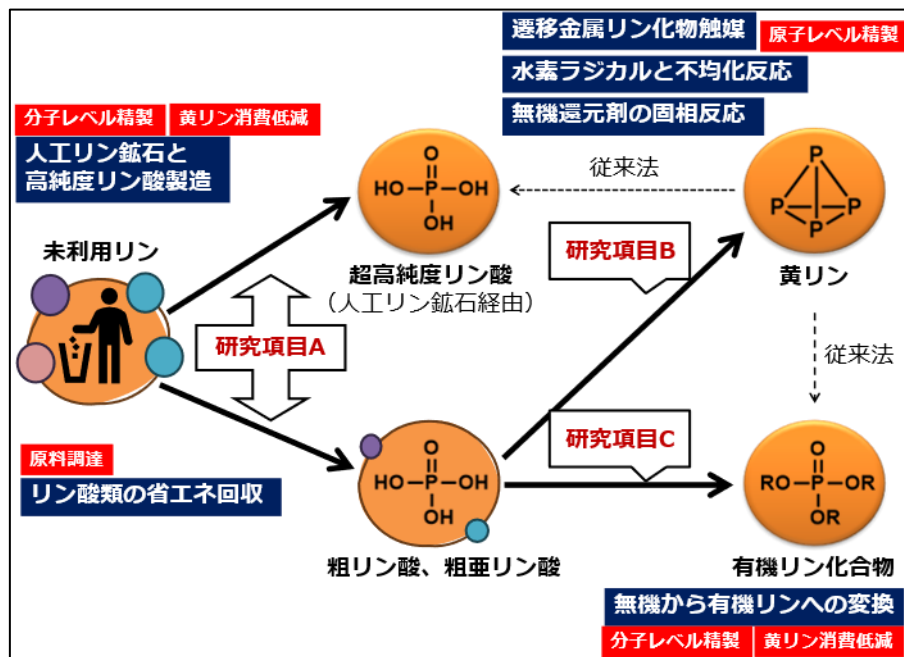 遷移金属リン化物触媒
原子レベル精製
水素ラジカルと不均化反応
無機還元剤の固相反応
分子レベル精製
黄リン消費低減
人工リン鉱石と
高純度リン酸製造
O
HO-P-OH
OH
従来法
P
P P
P
未利用リン
超高純度リン酸
（人工リン鉱石経由）
研究項目B
黄リン
研究項目A
従来法
研究項目C
原料調達
リン酸類の省エネ回収
O
HO-P-OH
OH
O
RO-P-OR
OR
粗リン酸、粗亜リン酸
有機リン化合物
無機から有機リンへの変換
分子レベル精製
黄リン消費低減